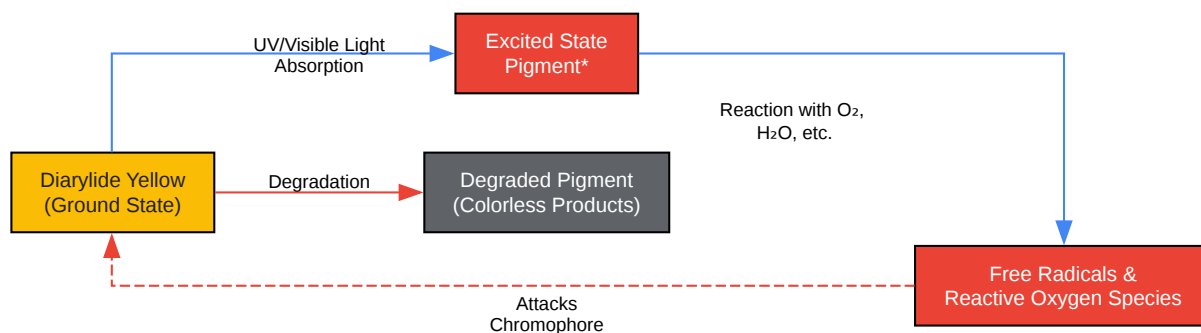 UV/Visible Light
Absorption
Excited State
Pigment*
Reaction with O₂,
H₂O, etc.
Diarylide Yellow
(Ground State)
Degradation
Degraded Pigment
(Colorless Products)
Free Radicals &
Reactive Oxygen Species
Attacks
Chromophore